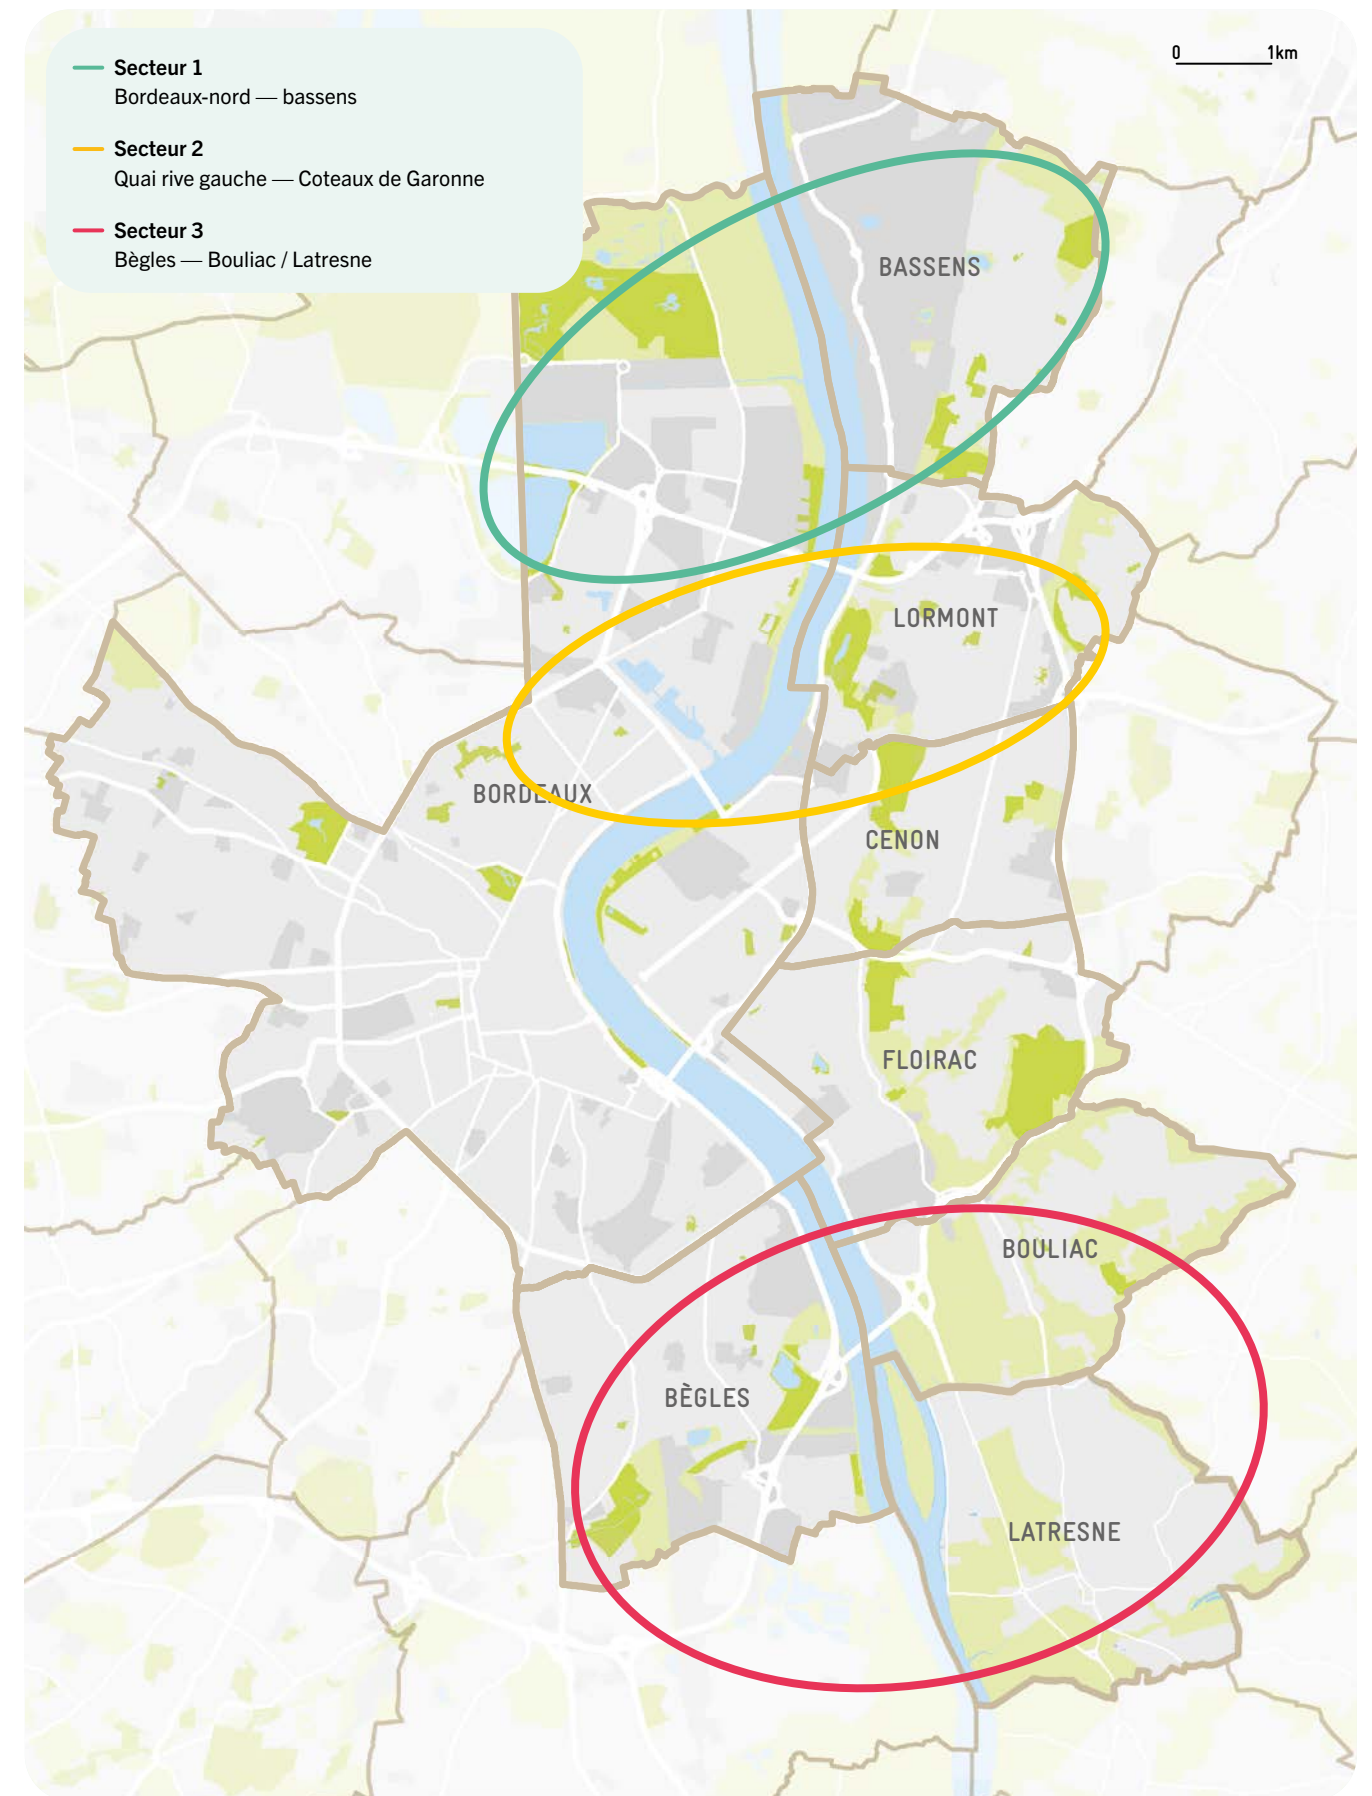 Secteur 1
Bordeaux-nord — bassens
Secteur 2
Quai rive gauche — Coteaux de Garonne
Secteur 3
Bègles — Bouliac / Latresne
0 1km
BASSENS
LORMONT
BORDEAUX
CENON
FLOIRAC
BOULIAC
BÈGLES
LATRESNE